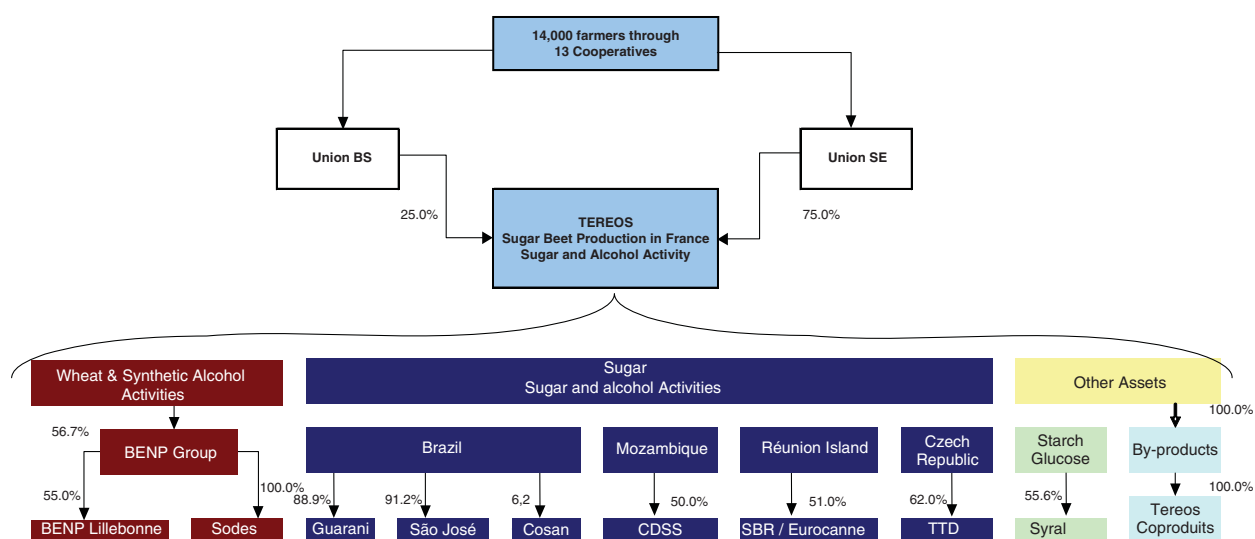 14,000 farmers through
13 Cooperatives
Union BS
Union SE
25.0%
75.0%
TEREOS
Sugar Beet Production in France
Sugar and Alcohol Activity
Wheat & Synthetic Alcohol
Activities
Sugar
Sugar and alcohol Activities
Other Assets
56.7%
100.0%
BENP Group
Brazil
Mozambique
Réunion Island
Czech
Republic
Starch
Glucose
By-products
55.0%
100.0%
88.9%
91.2%
6,2
50.0%
51.0%
62.0%
55.6%
100.0%
BENP Lillebonne
Sodes
Guarani
São José
Cosan
CDSS
SBR / Eurocanne
TTD
Syral
Tereos
Coproduits